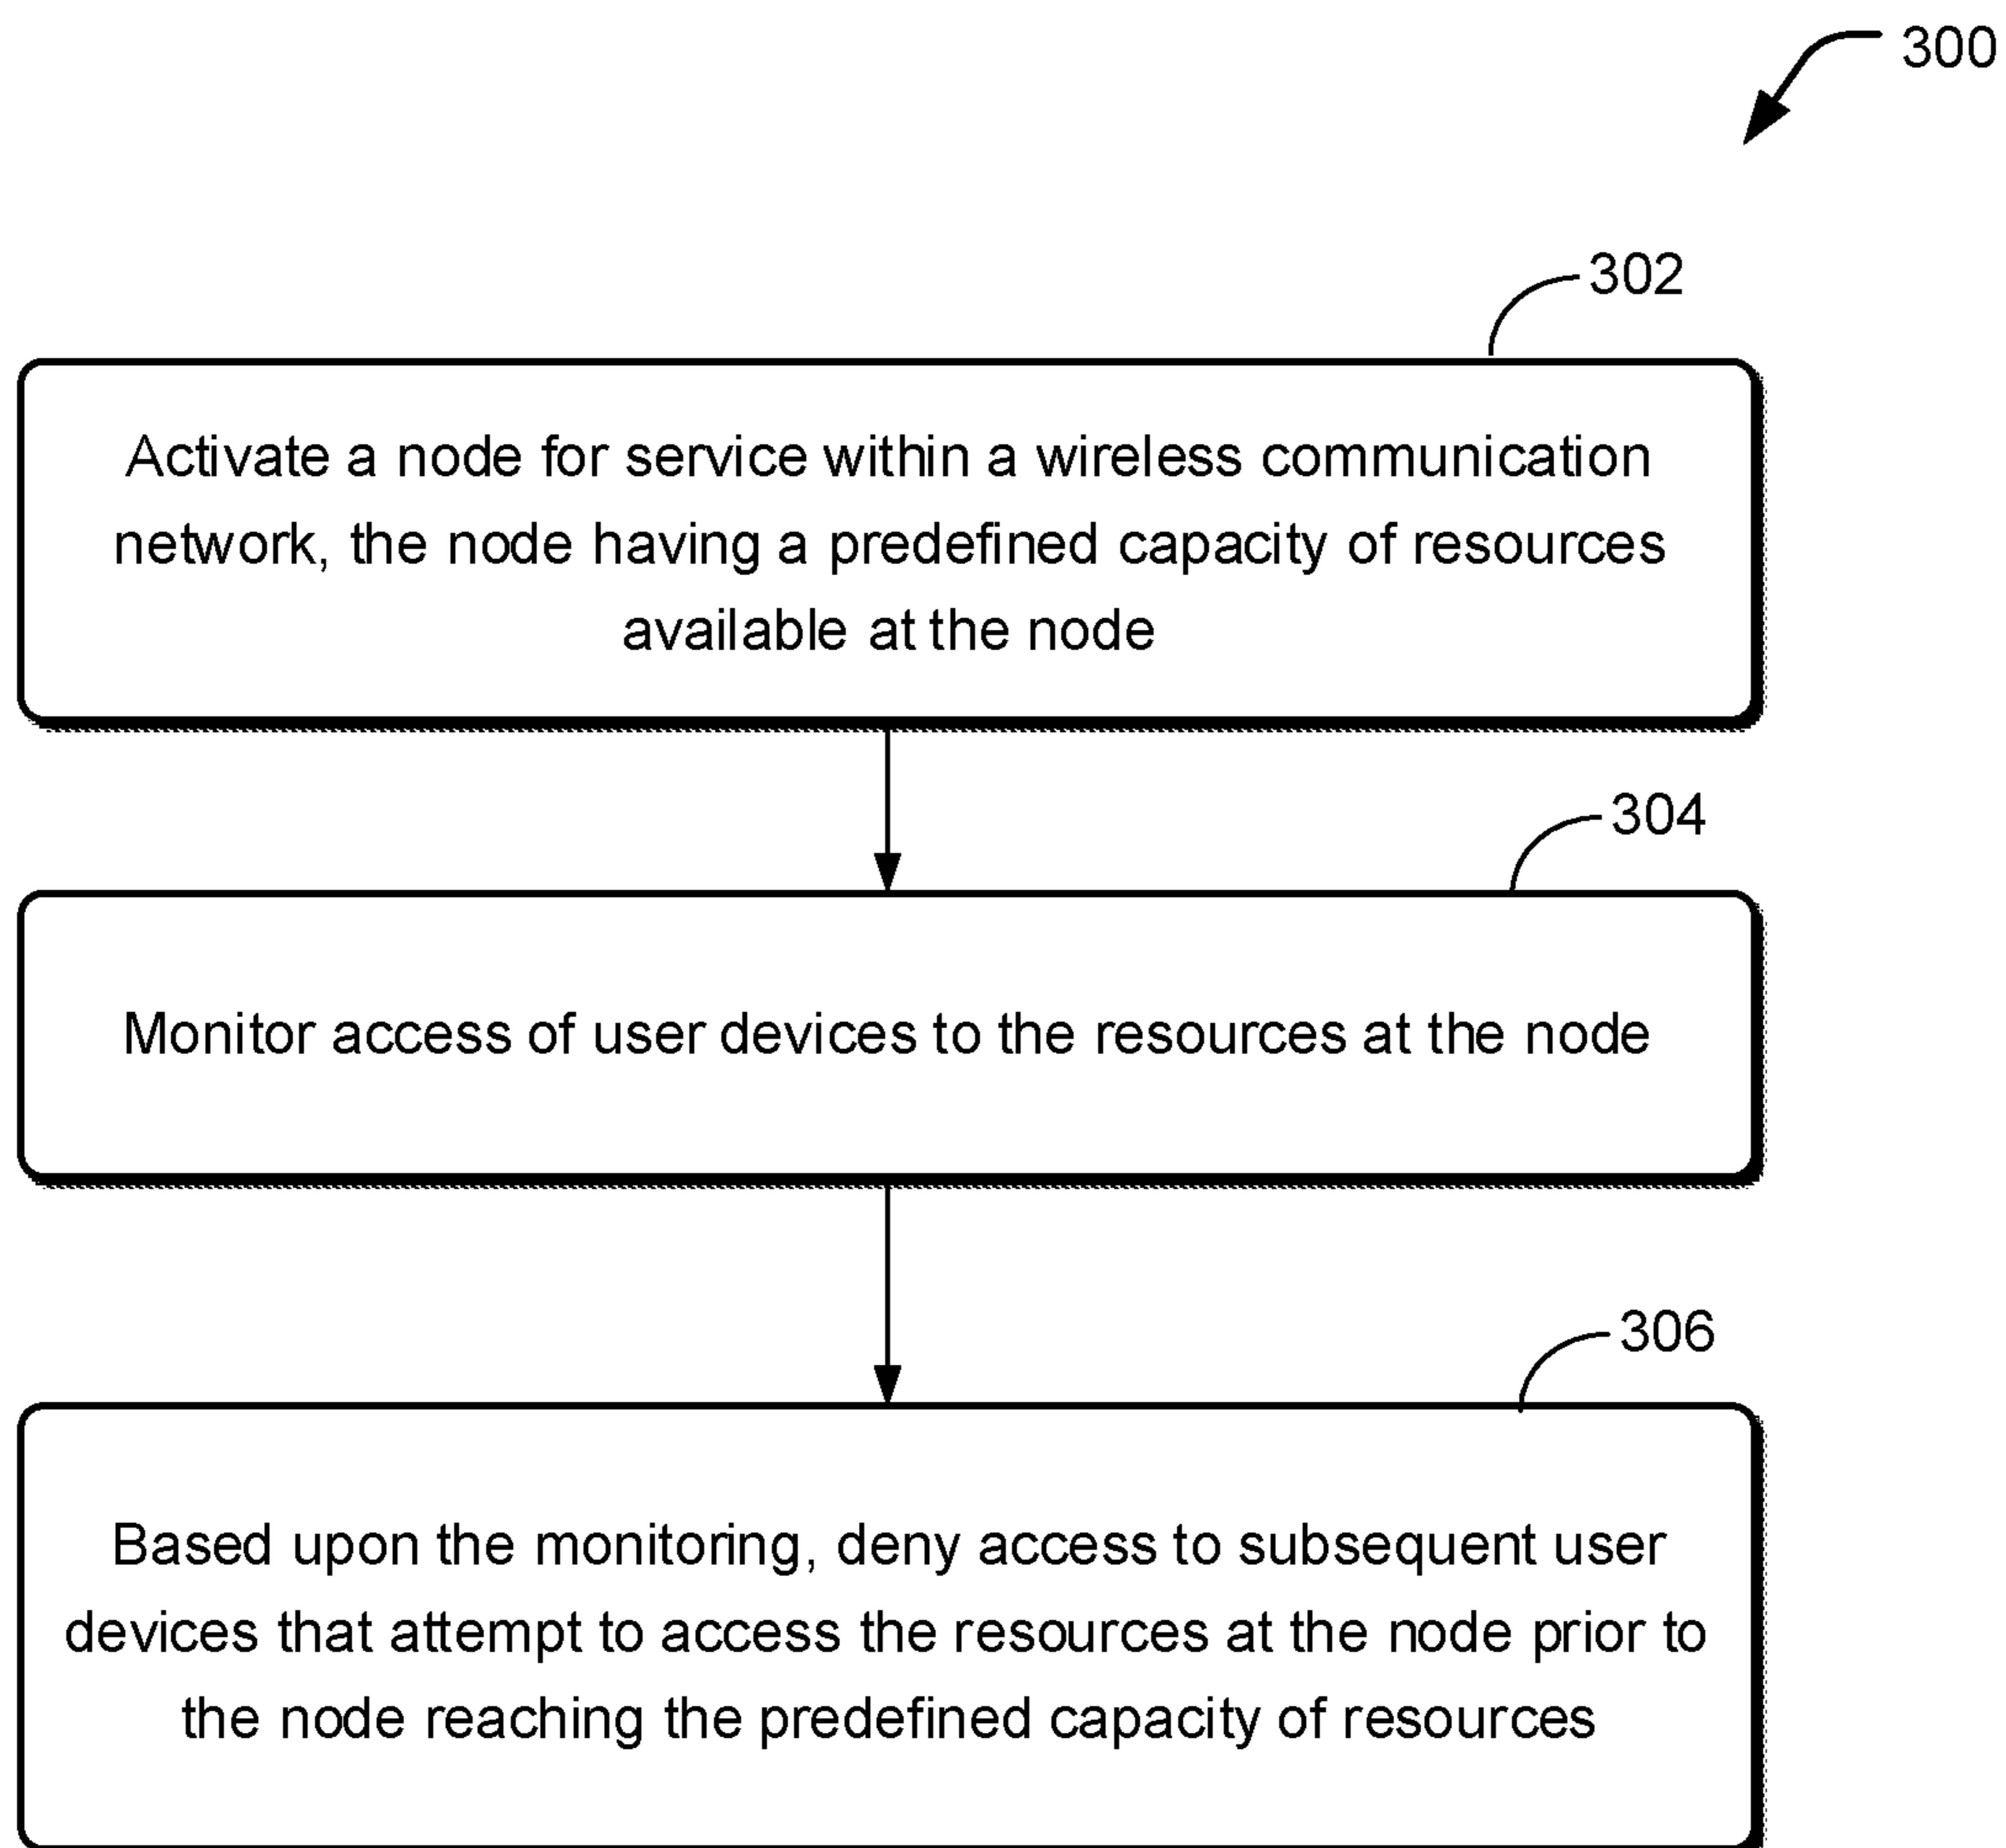 300
302
Activate a node for service within a wireless communication
network, the node having a predefined capacity of resources
available at the node
304
Monitor access of user devices to the resources at the node
306
Based upon the monitoring, deny access to subsequent user
devices that attempt to access the resources at the node prior to
the node reaching the predefined capacity of resources